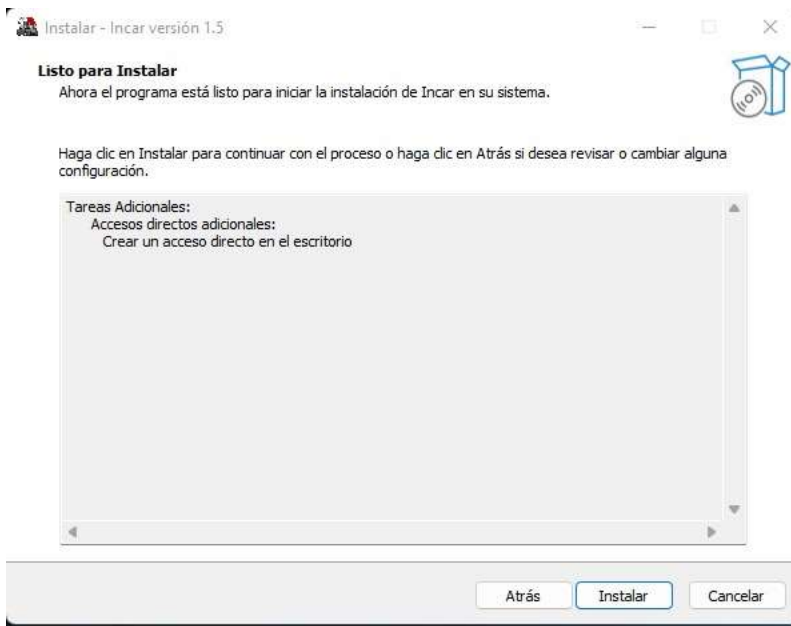 Instalar - Incar versión 1.5
Listo para Instalar
Ahora el programa está listo para iniciar la instalación de Incar en su sistema.
Haga clic en Instalar para continuar con el proceso o haga clic en Atrás si desea revisar o cambiar alguna
configuración.
Tareas Adicionales:
Accesos directos adicionales:
Crear un acceso directo en el escritorio
Atrás
Instalar
Cancelar